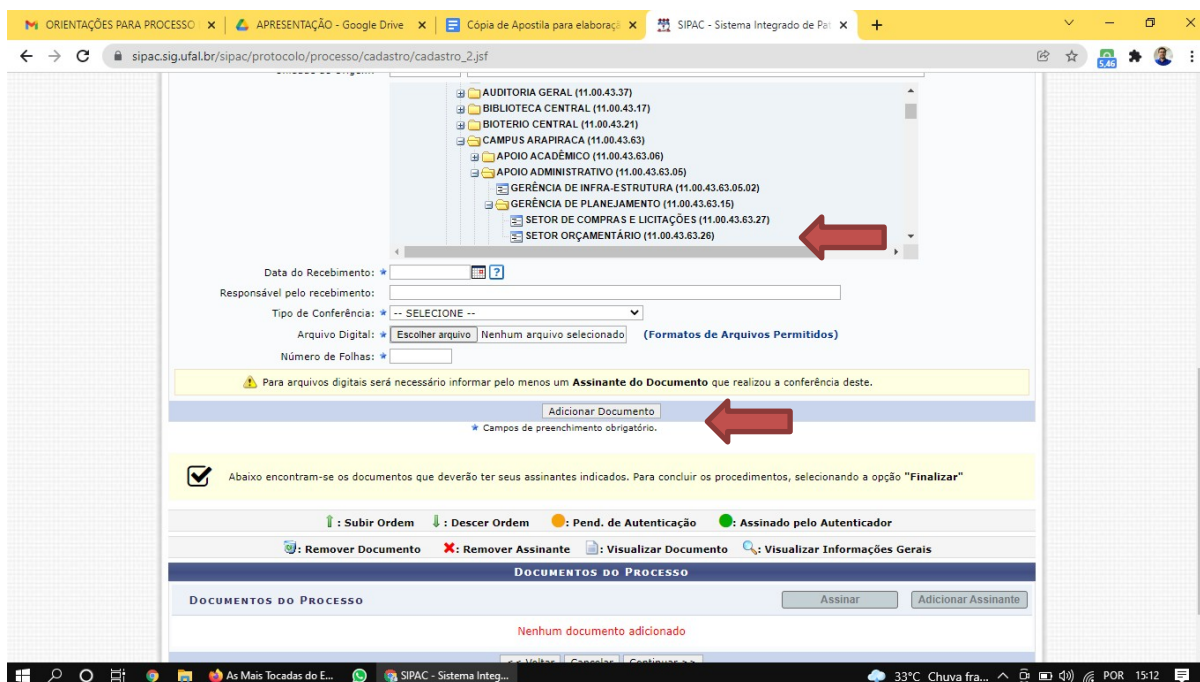 ORIENTAÇÕES PARA PROCESSO
APRESENTAÇÃO - Google Drive
Cópia de Apostila para elaboraçã
SIPAC - Sistema Integrado de Pat
sipac.sig.ufal.br/sipac/protocolo/processo/cadastro/cadastro_2.jsf
5,46
AUDITORIA GERAL (11.00.43.37)
BIBLIOTECA CENTRAL (11.00.43.17)
BIOTERIO CENTRAL (11.00.43.21)
CAMPUS ARAPIRACA (11.00.43.63)
APOIO ACADÊMICO (11.00.43.63.06)
APOIO ADMINISTRATIVO (11.00.43.63.05)
GERÊNCIA DE INFRA-ESTRUTURA (11.00.43.63.05.02)
GERÊNCIA DE PLANEJAMENTO (11.00.43.63.15)
SETOR DE COMPRAS E LICITAÇÕES (11.00.43.63.27)
SETOR ORÇAMENTÁRIO (11.00.43.63.26)
Data do Recebimento:
?
Responsável pelo recebimento:
Tipo de Conferência: -- SELECIONE --
Arquivo Digital: Escolher arquivo Nenhum arquivo selecionado (Formatos de Arquivos Permitidos)
Número de Folhas:
Para arquivos digitais será necessário informar pelo menos um Assinante do Documento que realizou a conferência deste.
Adicionar Documento
Campos de preenchimento obrigatório.
Abaixo encontram-se os documentos que deverão ter seus assinantes indicados. Para concluir os procedimentos, selecionando a opção "Finalizar"
: Subir Ordem : Descer Ordem : Pend. de Autenticação : Assinado pelo Autenticador
: Remover Documento : Remover Assinante : Visualizar Documento : Visualizar Informações Gerais
DOCUMENTOS DO PROCESSO
DOCUMENTOS DO PROCESSO Assinar Adicionar Assinante
Nenhum documento adicionado
<< Voltar Cancelar Continuar >>
As Mais Tocadas do E... SIPAC - Sistema Integ... 33°C Chuva fra... POR 15:12